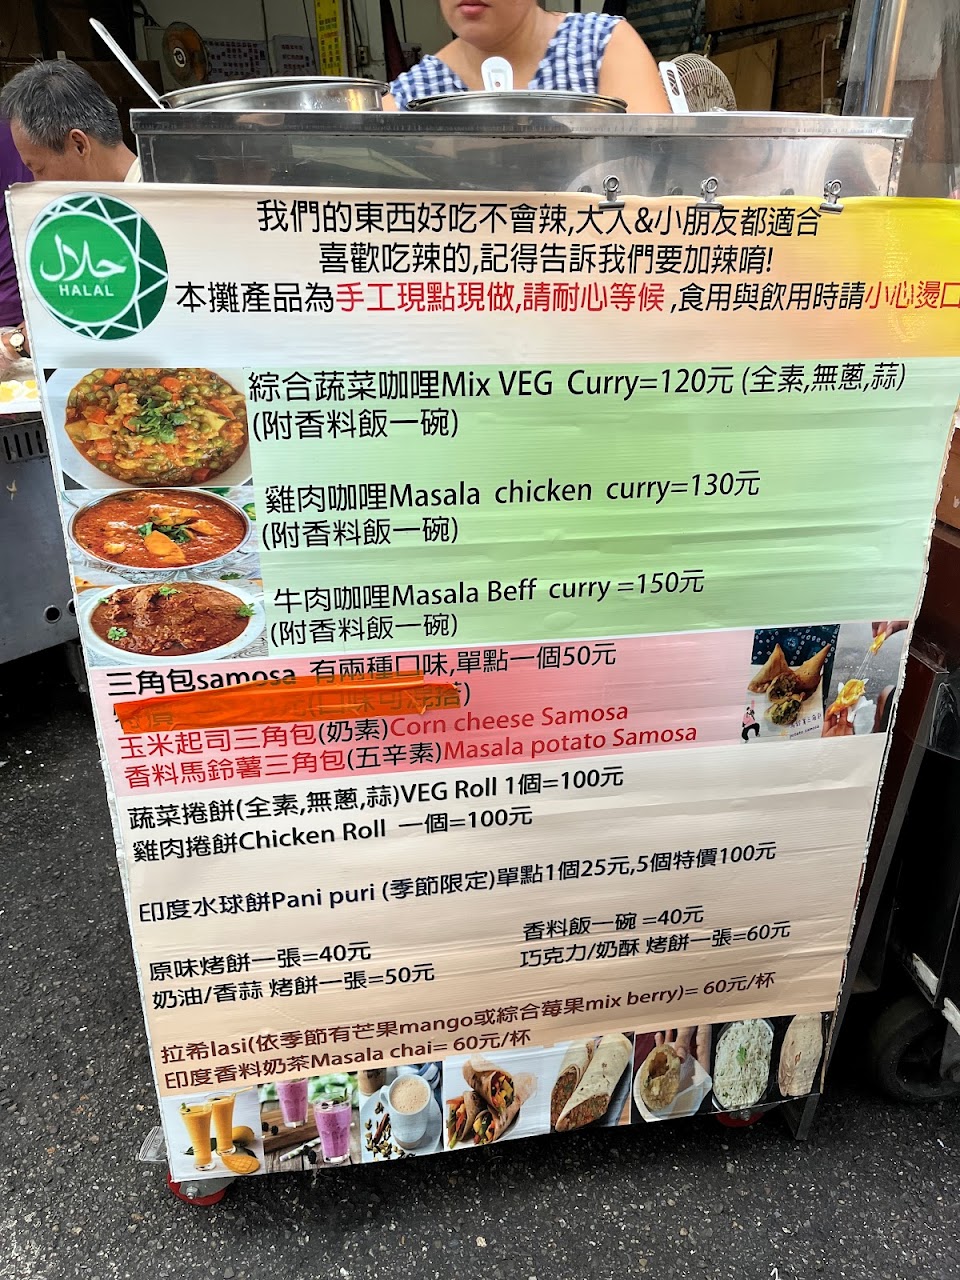 حلال
HALAL
我們的東西好吃不會辣,大人&小朋友都適合
喜歡吃辣的,記得告訴我們要加辣唷!
本攤產品為手工現點現做,請耐心等候,食用與飲用時請小心燙口
綜合蔬菜咖哩Mix VEG Curry=120元 (全素,無蔥,蒜)
(附香料飯一碗)
雞肉咖哩Masala chicken curry=130元
(附香料飯一碗)
牛肉咖哩Masala Beff curry =150元
(附香料飯一碗)
三角包samosa 有兩種口味,單點一個50元
(口味可混搭)
玉米起司三角包(奶素)Corn cheese Samosa
香料馬鈴薯三角包(五辛素)Masala potato Samosa
蔬菜捲餅(全素,無蔥,蒜)VEG Roll 1個=100元
雞肉捲餅Chicken Roll 一個=100元
印度水球餅Pani puri (季節限定)單點1個25元,5個特價100元
香料飯一碗 =40元
原味烤餅一張=40元
巧克力/奶酥 烤餅一張=60元
奶油/香蒜 烤餅一張=50元
拉希lasi(依季節有芒果mango或綜合莓果mix berry)= 60元/杯
印度香料奶茶Masala chai= 60元/杯